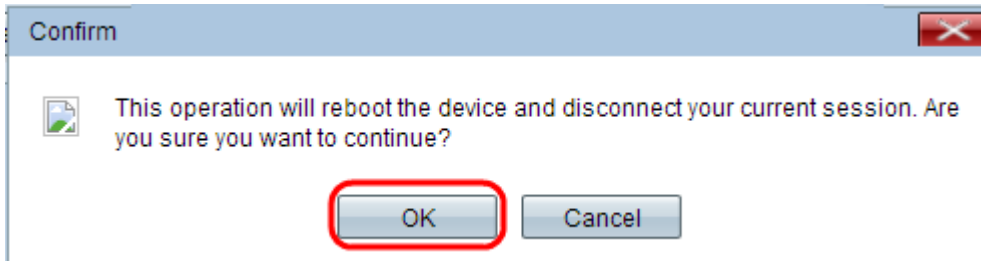 Confirm
This operation will reboot the device and disconnect your current session. Are
you sure you want to continue?
OK
Cancel